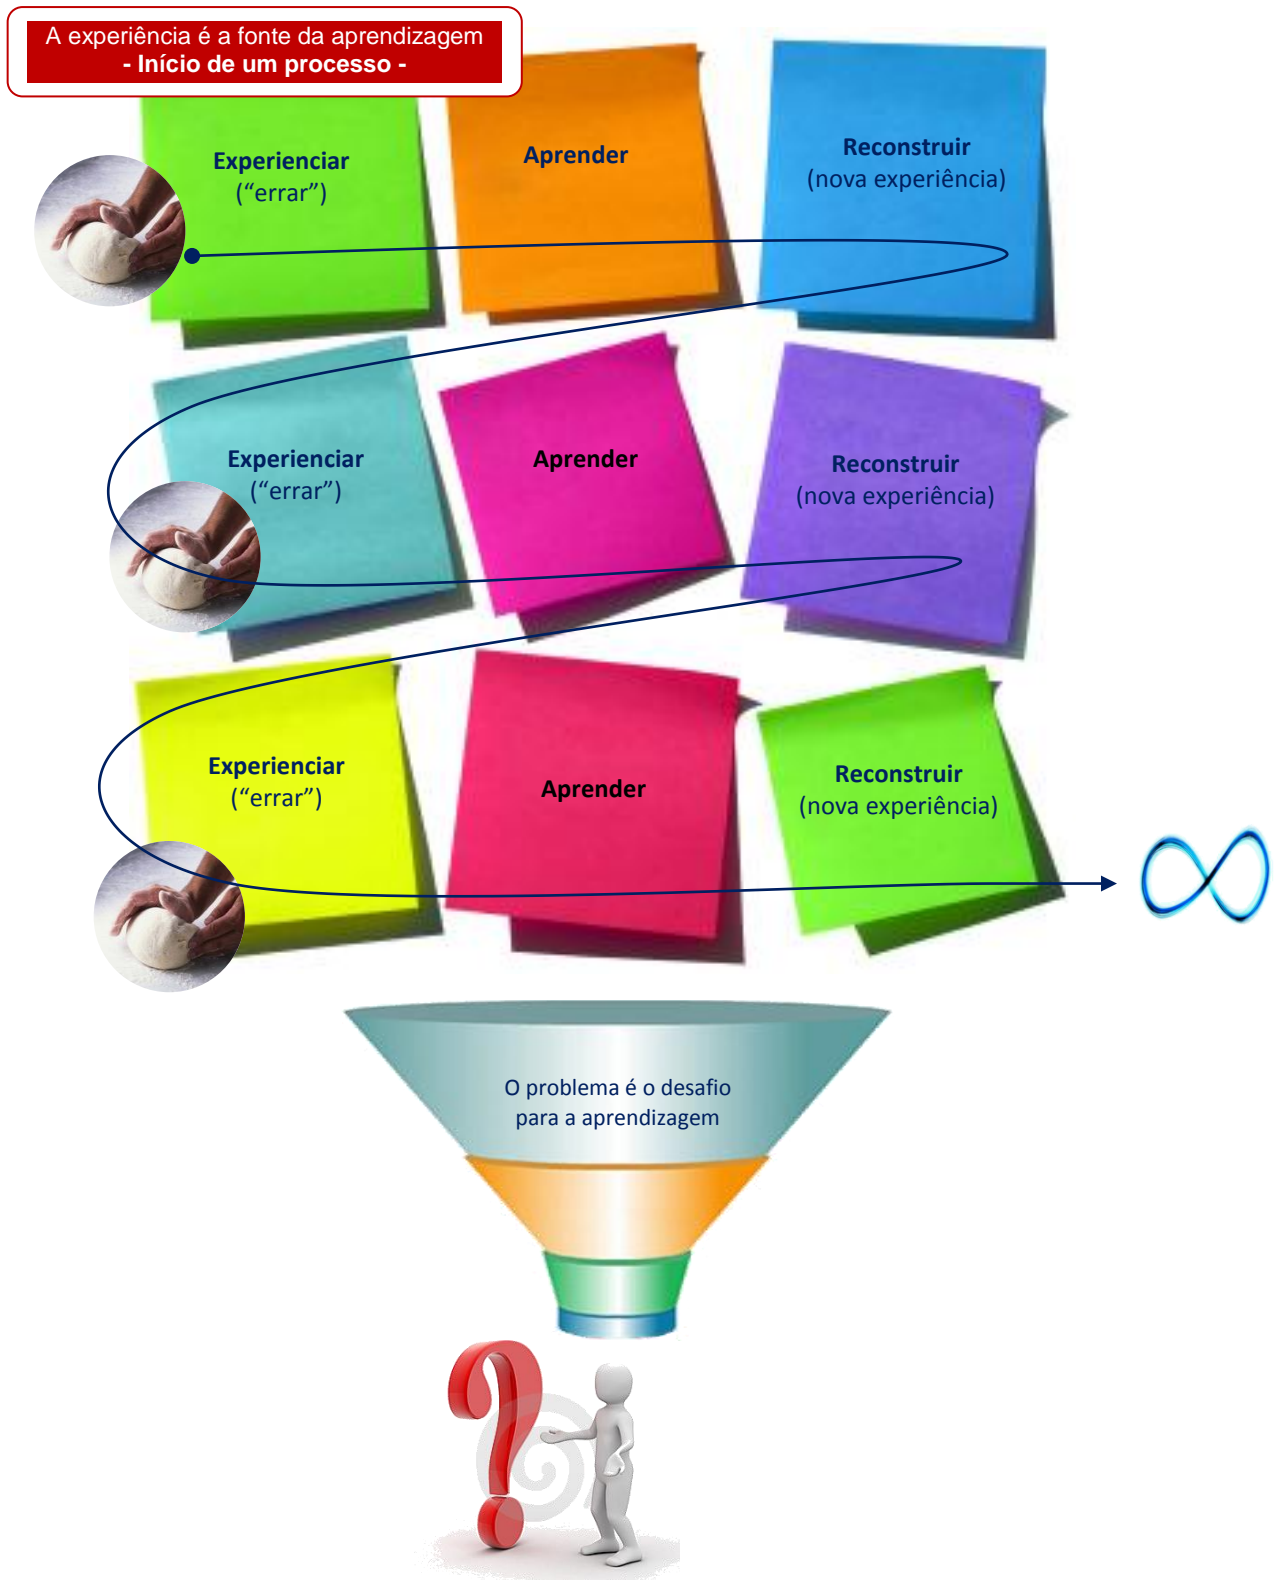 A experiência é a fonte da aprendizagem
- Início de um processo -
Experienciar
(“errar”)
Aprender
Reconstruir
(nova experiência)
Experienciar
(“errar”)
Aprender
Reconstruir
(nova experiência)
Experienciar
(“errar”)
Aprender
Reconstruir
(nova experiência)
O problema é o desafio
para a aprendizagem